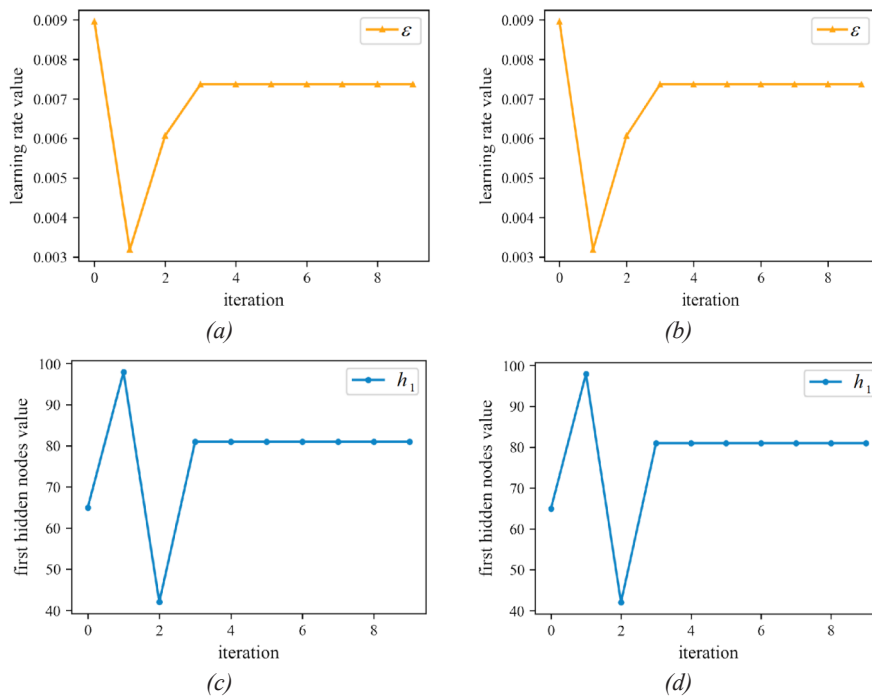 0.009
0.008
0.007
0.006
0.005
0.004
0.003
learning rate value
ε
0 2 4 6 8
iteration
(a)
0.009
0.008
0.007
0.006
0.005
0.004
0.003
learning rate value
ε
0 2 4 6 8
iteration
(b)
100
90
80
70
60
50
40
first hidden nodes value
h1
0 2 4 6 8
iteration
(c)
100
90
80
70
60
50
40
first hidden nodes value
h1
0 2 4 6 8
iteration
(d)